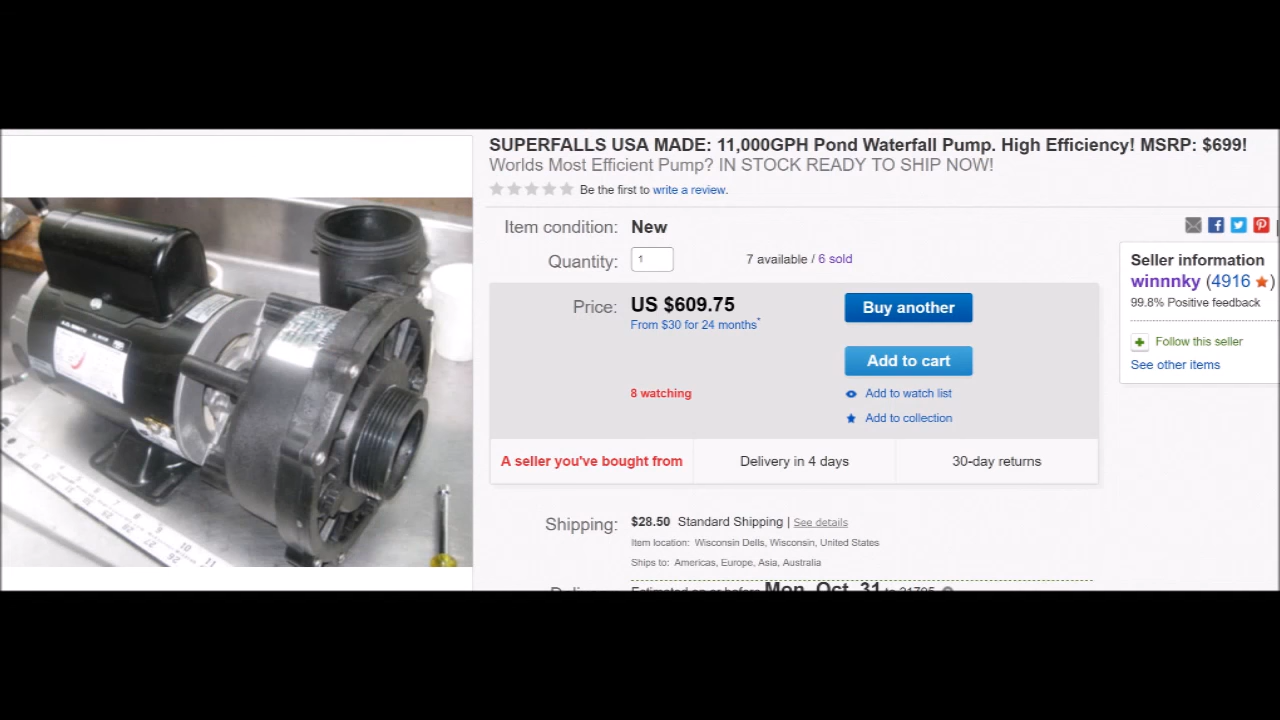 SUPERFALLS USA MADE: 11,000GPH Pond Waterfall Pump. High Efficiency! MSRP: $699!
Worlds Most Efficient Pump? IN STOCK READY TO SHIP NOW!
Be the first to write a review.
Item condition: New
Quantity: 1 7 available / 6 sold
Price: US $609.75 Buy another
From $30 for 24 months*
Add to cart
8 watching Add to watch list
Add to collection
A seller you've bought from Delivery in 4 days 30-day returns
Shipping: $28.50 Standard Shipping | See details
Item location: Wisconsin Dells, Wisconsin, United States
Ships to: Americas, Europe, Asia, Australia
Mon. Oct. 31
Seller information
winnnky (4916 ★)
99.8% Positive feedback
Follow this seller
See other items